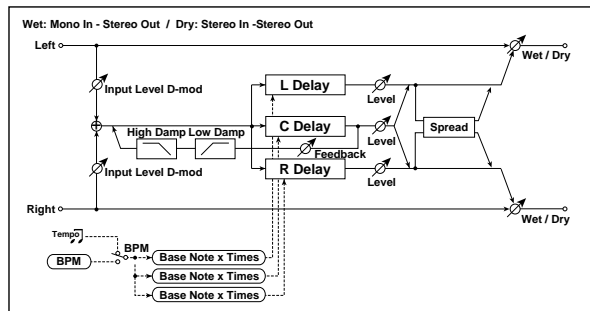 Wet: Mono In - Stereo Out / Dry: Stereo In -Stereo Out
Left
Wet / Dry
Input Level D-mod
L Delay
Level
High Damp Low Damp
C Delay
Level
Spread
Feedback
Input Level D-mod
R Delay
Level
Right
Wet / Dry
Tempo
BPM
BPM
Base Note x Times
Base Note x Times
Base Note x Times